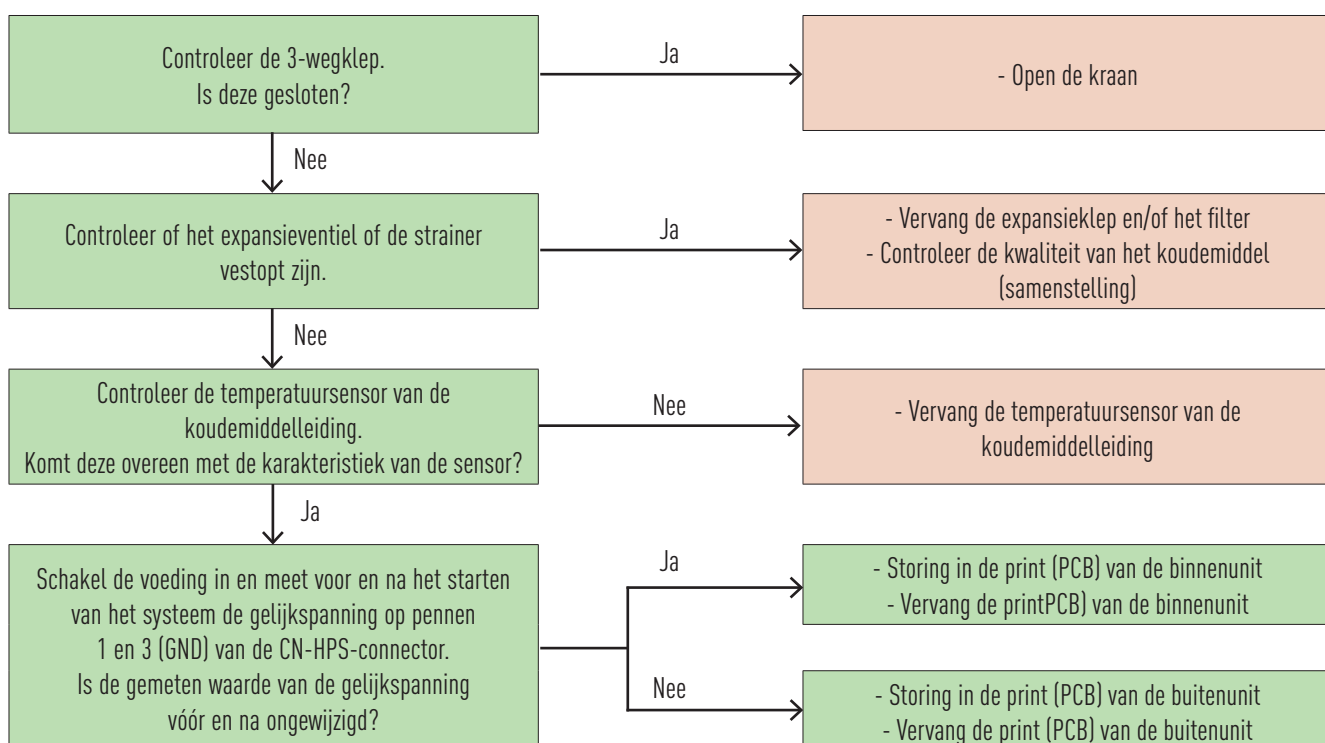 Controleer de 3-wegklep.
Is deze gesloten?
Ja
- Open de kraan
Nee
Controleer of het expansieventiel of de strainer
vestopt zijn.
Ja
- Vervang de expansieklep en/of het filter
- Controleer de kwaliteit van het koudemiddel
(samenstelling)
Nee
Controleer de temperatuursensor van de
koudemiddelleiding.
Komt deze overeen met de karakteristiek van de sensor?
Nee
- Vervang de temperatuursensor van de
koudemiddelleiding
Ja
Schakel de voeding in en meet voor en na het starten
van het systeem de gelijkspanning op pennen
1 en 3 (GND) van de CN-HPS-connector.
Is de gemeten waarde van de gelijkspanning
vóór en na ongewijzigd?
Ja
- Storing in de print (PCB) van de binnenunit
- Vervang de printPCB) van de binnenunit
Nee
- Storing in de print (PCB) van de buitenunit
- Vervang de print (PCB) van de buitenunit